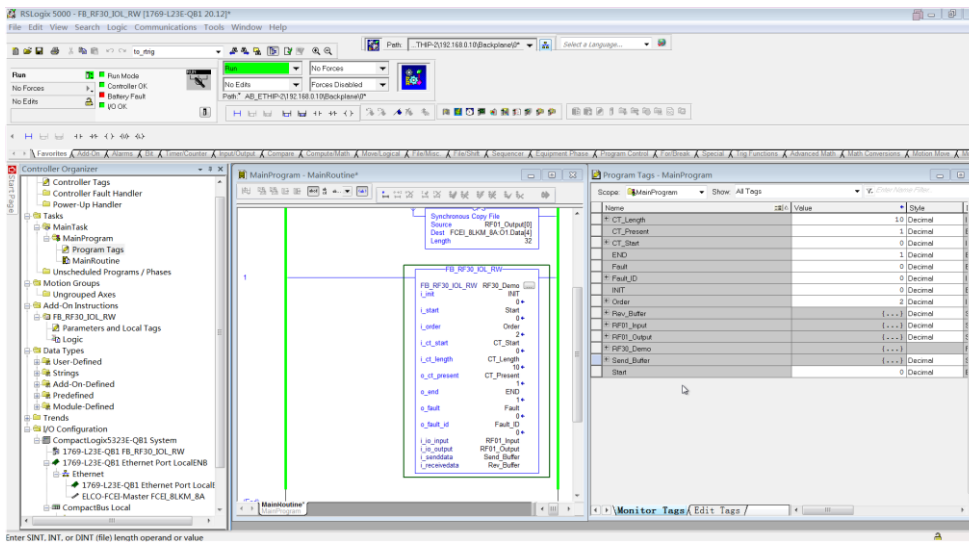 RSLogix 5000 - FB_RF30_IOL_RW [1769-L23E-QB1 20.12]*
File Edit View Search Logic Communications Tools Window Help
to_trig
Path: ...THIP-2\192.168.0.10\Backplane\0*
Select a Language...
Run
Run Mode
No Forces
Controller OK
No Edits
Battery Fault
I/O OK
Run
No Forces
No Edits
Forces Disabled
Path: AB_ETHIP-2\192.168.0.10\Backplane\0*
Favorites Add-On Alarms Bit Timer/Counter Input/Output Compare Compute/Math Move/Logical File/Misc. File/Shift Sequencer Equipment Phase Program Control For/Break Special Trig Functions Advanced Math Math Conversions Motion Move
Start Page
Controller Organizer
Controller Tags
Controller Fault Handler
Power-Up Handler
Tasks
MainTask
MainProgram
Program Tags
MainRoutine
Unscheduled Programs / Phases
Motion Groups
Ungrouped Axes
Add-On Instructions
FB_RF30_IOL_RW
Parameters and Local Tags
Logic
Data Types
User-Defined
Strings
Add-On-Defined
Predefined
Module-Defined
Trends
I/O Configuration
CompactLogix5323E-QB1 System
1769-L23E-QB1 FB_RF30_IOL_RW
1769-L23E-QB1 Ethernet Port LocalENB
Ethernet
1769-L23E-QB1 Ethernet Port LocalE
ELCO-FCEI-Master FCEI_BLKM_8A
CompactBus Local
MainProgram - MainRoutine*
Synchronous Copy File
Source RF01_Output[0]
Dest FCEI_BLKM_8A:O1.Data[4]
Length 32
1
FB_RF30_IOL_RW
FB_RF30_IOL_RW RF30_Demo ...
i_init INIT
0
i_start Start
0
i_order Order
2
i_ct_start CT_Start
0
i_ct_length CT_Length
10
o_ct_present CT_Present
1
o_end END
1
o_fault Fault
0
o_fault_id Fault_ID
0
i_io_input RF01_Input
i_io_output RF01_Output
i_senddata Send_Buffer
i_receivedata Rev_Buffer
(End)
MainRoutine*
MainProgram
Program Tags - MainProgram
Scope: MainProgram Show: All Tags Enter Name Filter...
Name Value Style
CT_Length 10 Decimal
CT_Present 1 Decimal
CT_Start 0 Decimal
END 1 Decimal
Fault 0 Decimal
Fault_ID 0 Decimal
INIT 0 Decimal
Order 2 Decimal
Rev_Buffer {...} Decimal
RF01_Input {...} Decimal
RF01_Output {...} Decimal
RF30_Demo {...}
Send_Buffer {...} Decimal
Start 0 Decimal
Monitor Tags Edit Tags
Enter SINT, INT, or DINT (file) length operand or value